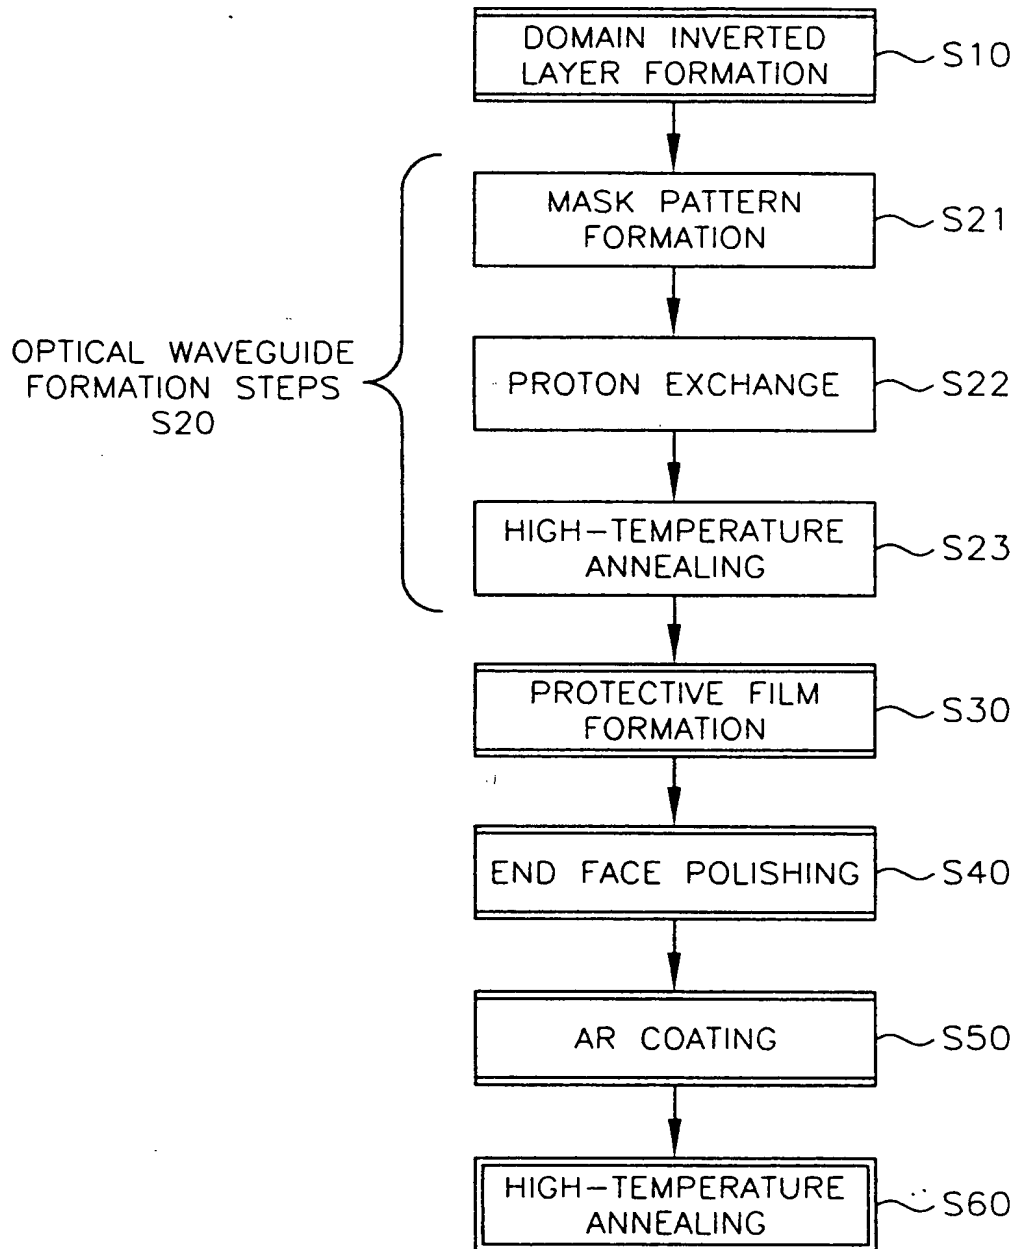 DOMAIN INVERTED
LAYER FORMATION
S10
MASK PATTERN
FORMATION
S21
OPTICAL WAVEGUIDE
FORMATION STEPS
S20
PROTON EXCHANGE
S22
HIGH-TEMPERATURE
ANNEALING
S23
PROTECTIVE FILM
FORMATION
S30
END FACE POLISHING
S40
AR COATING
S50
HIGH-TEMPERATURE
ANNEALING
S60